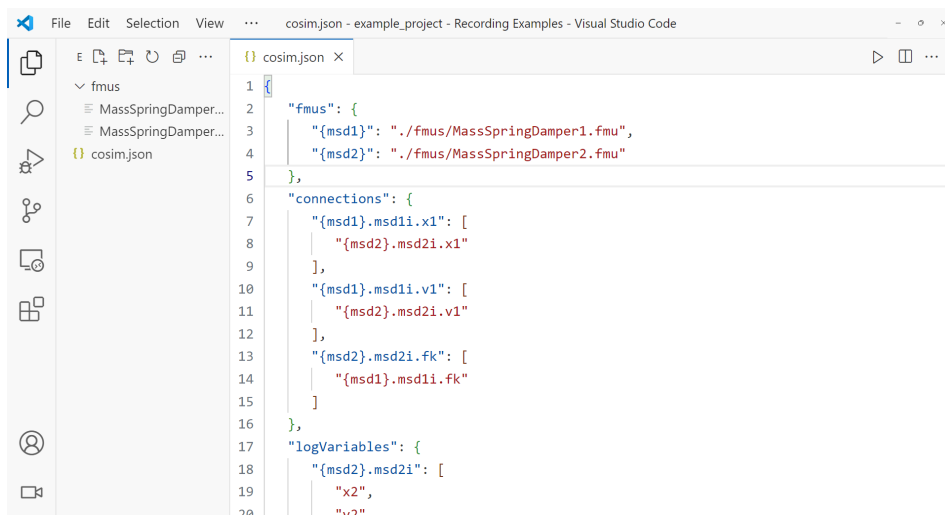 File Edit Selection View ··· cosim.json - example_project - Recording Examples - Visual Studio Code
E ···
{} cosim.json ×
fmus
MassSpringDamper...
MassSpringDamper...
{} cosim.json
1 {
2 "fmus": {
3 "{msd1}": "./fmus/MassSpringDamper1.fmu",
4 "{msd2}": "./fmus/MassSpringDamper2.fmu"
5 },
6 "connections": {
7 "{msd1}.msd1i.x1": [
8 "{msd2}.msd2i.x1"
9 ],
10 "{msd1}.msd1i.v1": [
11 "{msd2}.msd2i.v1"
12 ],
13 "{msd2}.msd2i.fk": [
14 "{msd1}.msd1i.fk"
15 ]
16 },
17 "logVariables": {
18 "{msd2}.msd2i": [
19 "x2",
20 "v2"